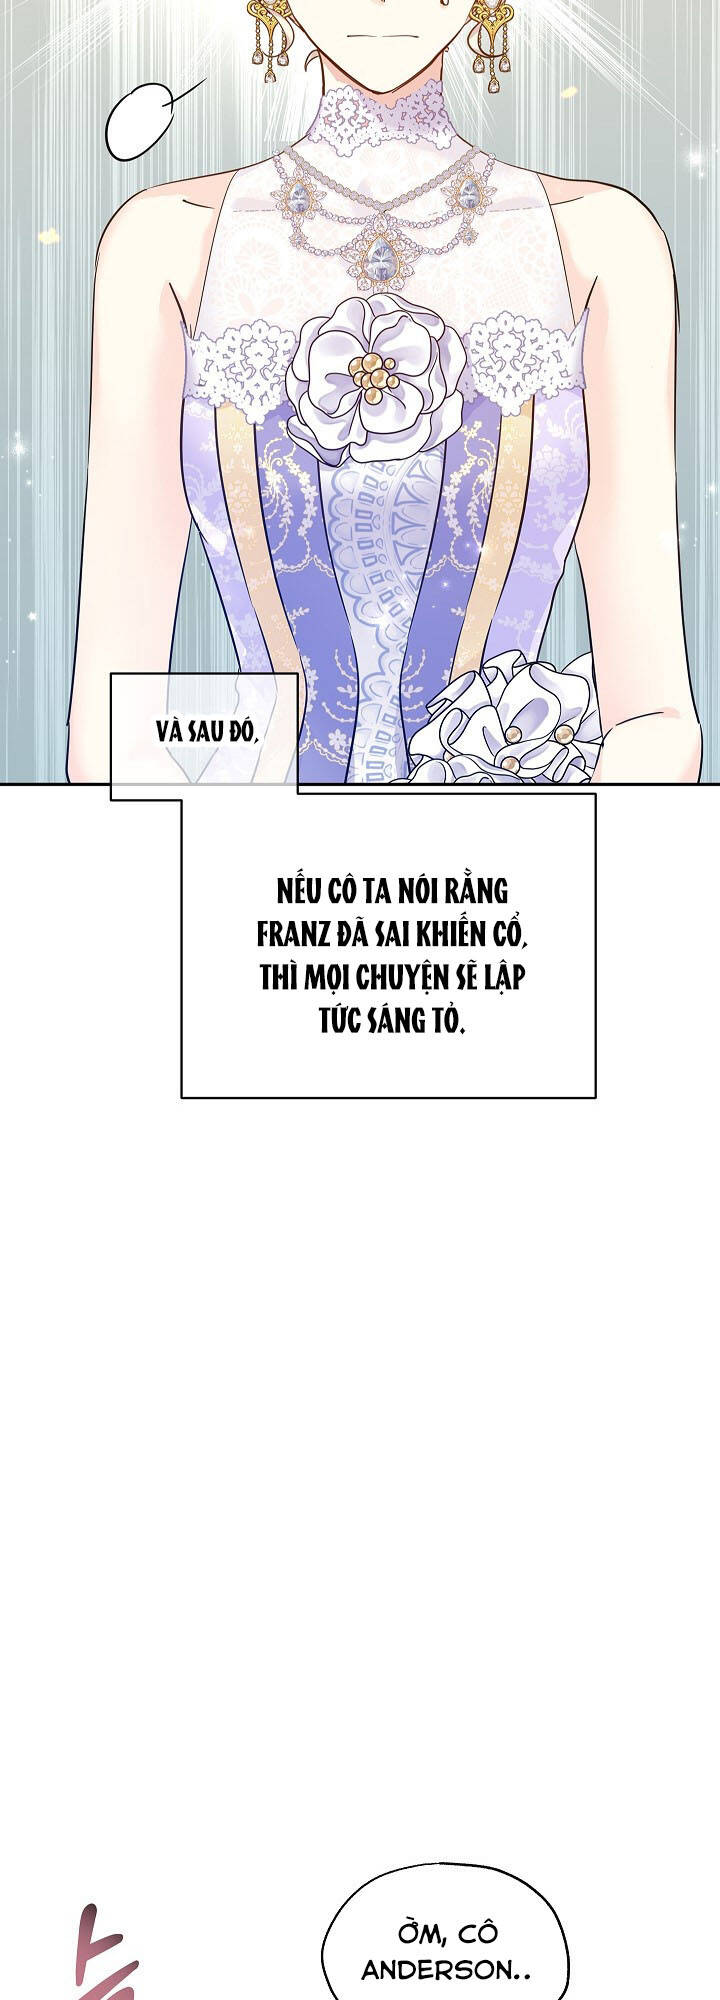 VÀ SAU ĐÓ,
NẾU CÔ TA NÓI RẰNG
FRANZ ĐÃ SAI KHIẾN CỔ,
THÌ MỌI CHUYỆN SẼ LẬP
TỨC SÁNG TỎ.
ỜM, CÔ
ANDERSON..